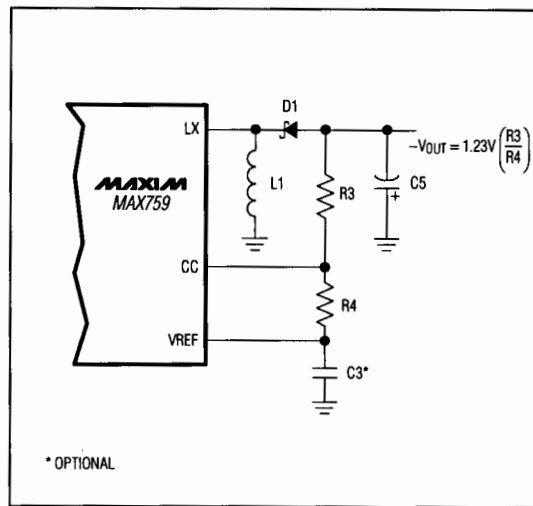 D1
LX
−VOUT = 1.23V (R3/R4)
MAXIM
MAX759
L1
R3
C5
+
CC
R4
VREF
C3*
* OPTIONAL